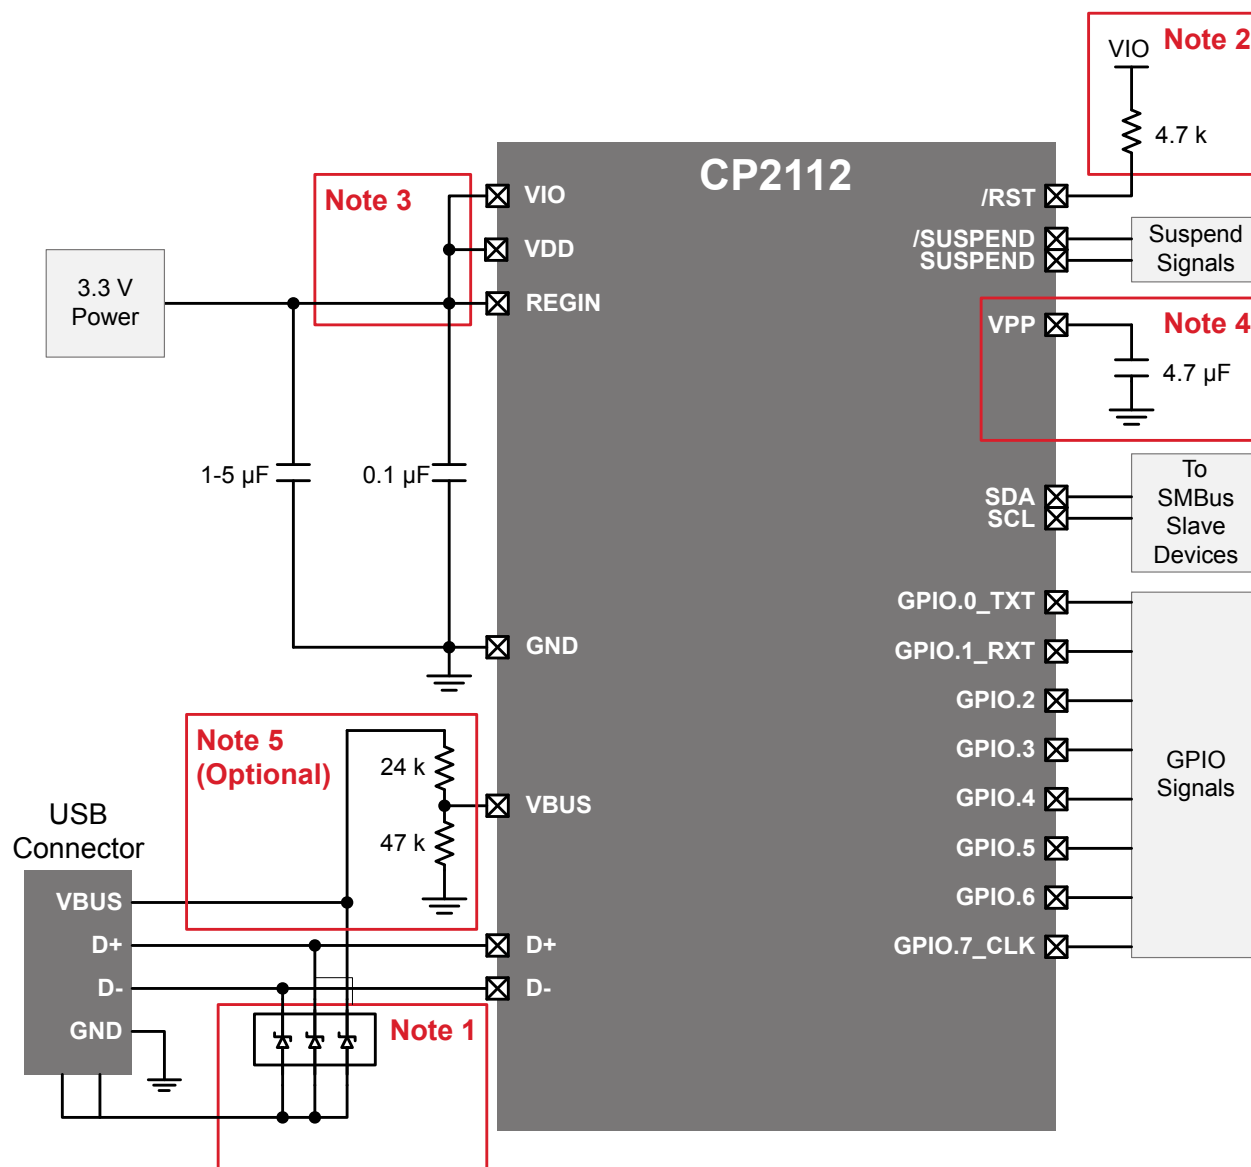 Note 2
VIO
4.7 k
CP2112
Note 3
VIO
/RST
/SUSPEND
SUSPEND
Suspend
Signals
VDD
3.3 V
Power
REGIN
VPP
Note 4
4.7 µF
1-5 µF
0.1 µF
SDA
SCL
To
SMBus
Slave
Devices
GPIO.0_TXT
GPIO.1_RXT
GPIO.2
GPIO.3
GPIO.4
GPIO.5
GPIO.6
GPIO.7_CLK
GPIO
Signals
GND
Note 5
(Optional)
24 k
47 k
VBUS
USB
Connector
VBUS
D+
D-
GND
D+
D-
Note 1